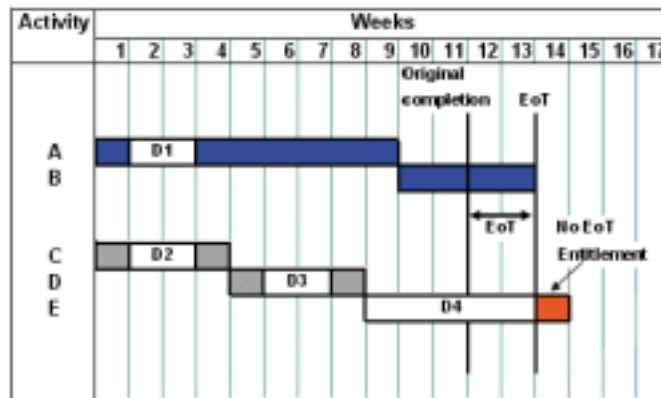 Activity Weeks
1 2 3 4 5 6 7 8 9 10 11 12 13 14 15 16 17
Original
completion EoT
A D1
B
EoT No EoT
C D2 Entitlement
D D3
E D4